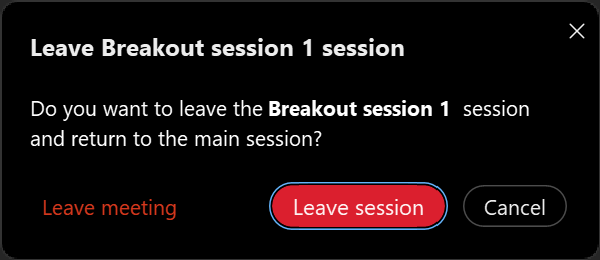 Leave Breakout session 1 session
Do you want to leave the Breakout session 1  session
and return to the main session?
Leave meeting
Leave session
Cancel